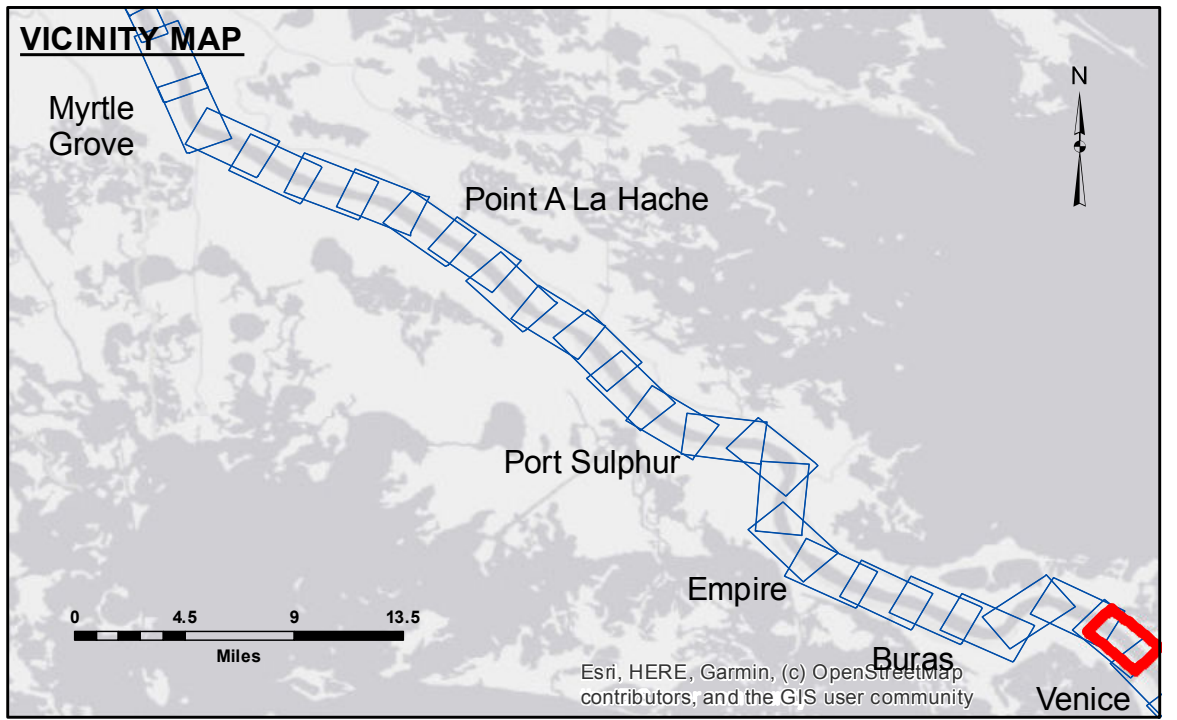 VICINITY MAP
N
Myrtle
Grove
Point A La Hache
Port Sulphur
Empire
0 4.5 9 13.5
Miles
Buras
Esri, HERE, Garmin, (c) OpenStreetMap
contributors, and the GIS user community
Venice